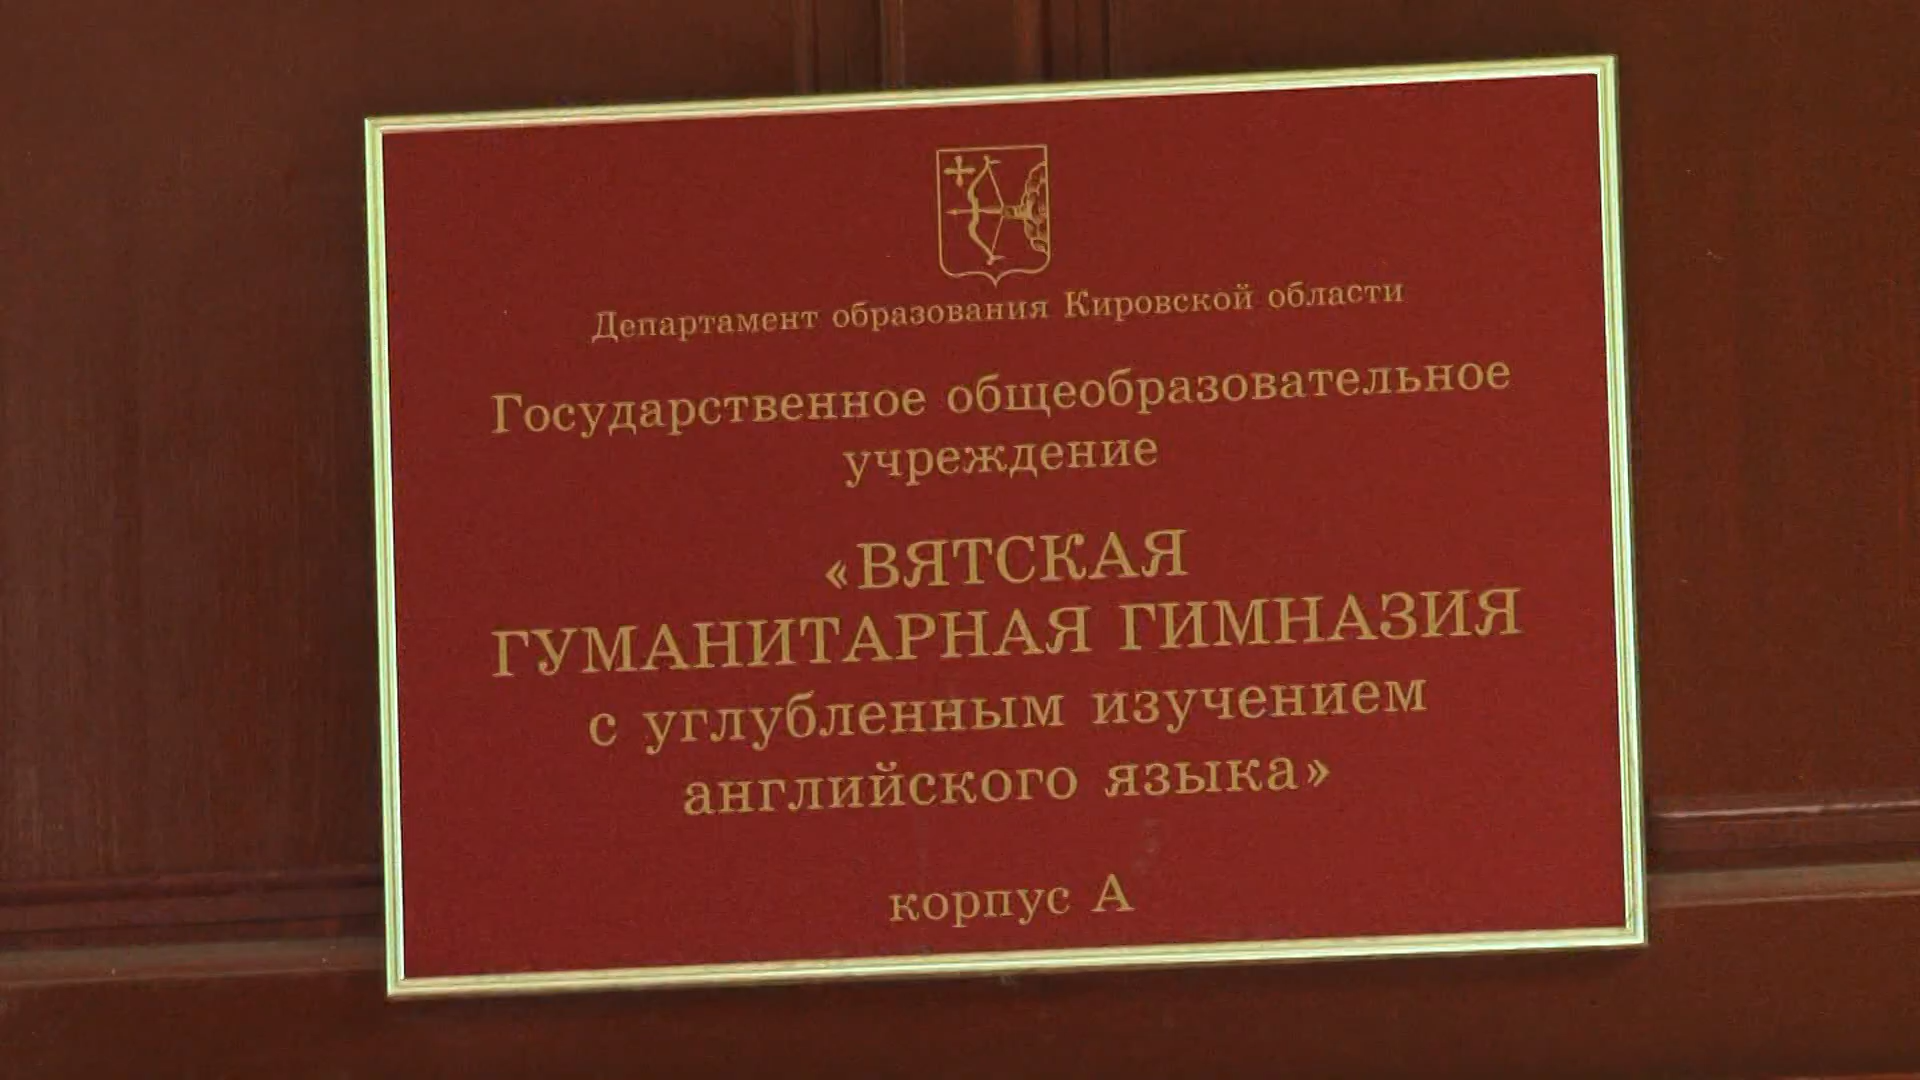 Департамент образования Кировской области
Государственное общеобразовательное
учреждение
«ВЯТСКАЯ
ГУМАНИТАРНАЯ ГИМНАЗИЯ
с углубленным изучением
английского языка»
корпус А